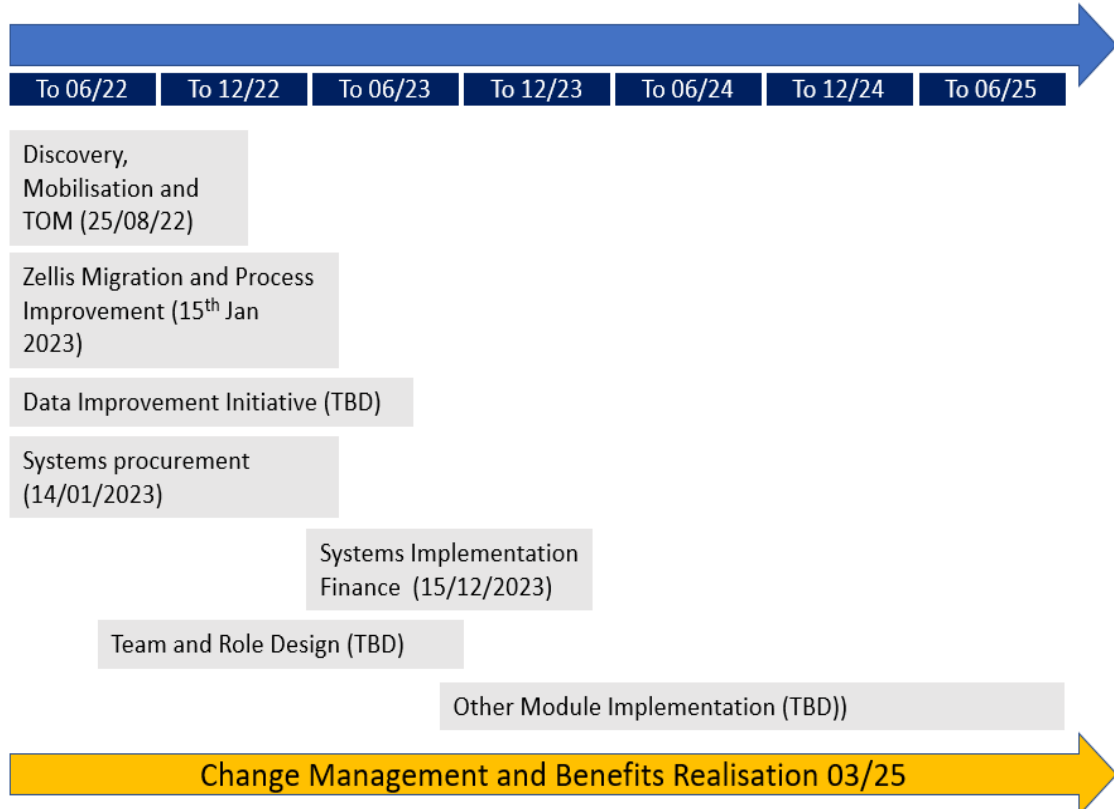 To 06/22 To 12/22 To 06/23 To 12/23 To 06/24 To 12/24 To 06/25
Discovery,
Mobilisation and
TOM (25/08/22)
Zellis Migration and Process
Improvement (15th Jan
2023)
Data Improvement Initiative (TBD)
Systems procurement
(14/01/2023)
Systems Implementation
Finance (15/12/2023)
Team and Role Design (TBD)
Other Module Implementation (TBD))
Change Management and Benefits Realisation 03/25